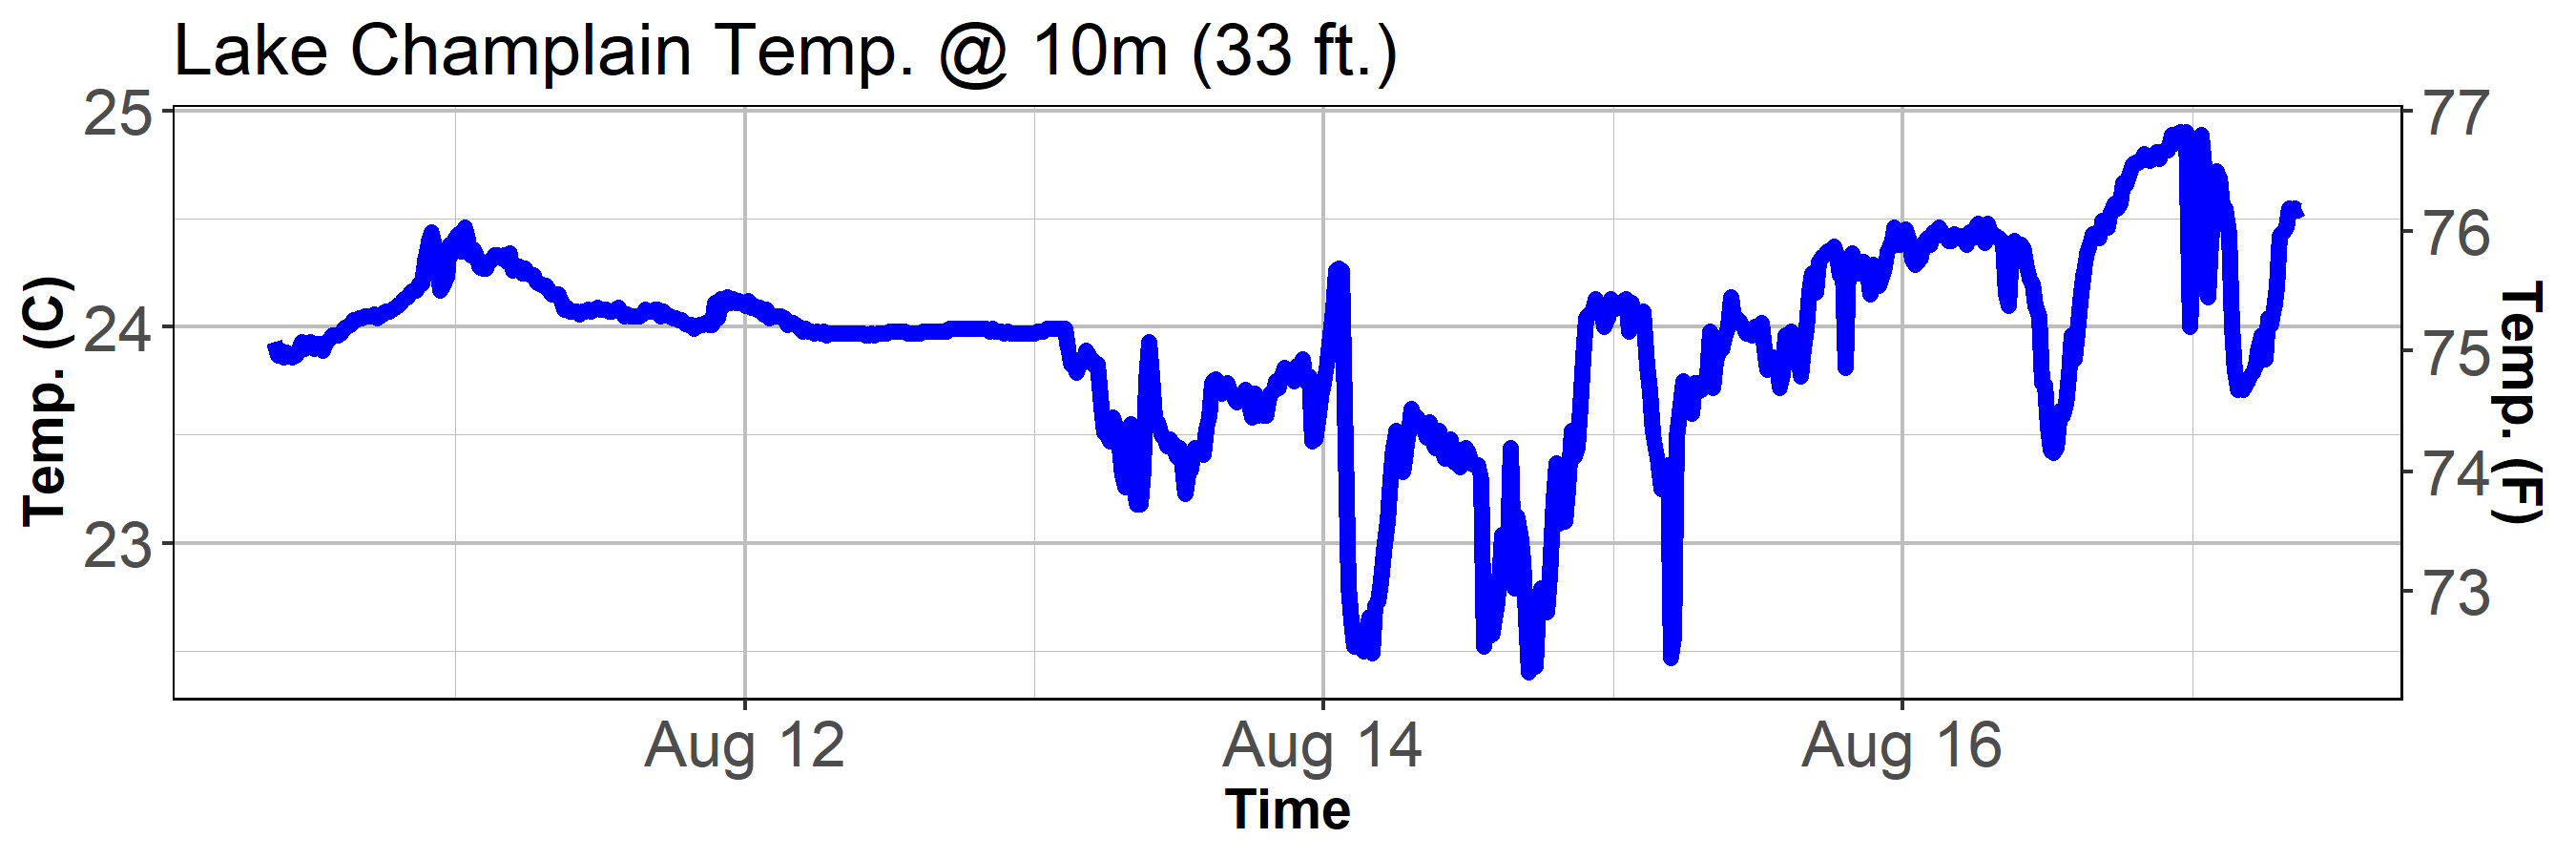 Lake Champlain Temp. @ 10m (33 ft.)
25
24
23
Temp. (C)
77
76
75
74
73
Temp. (F)
Aug 12 Aug 14 Aug 16
Time